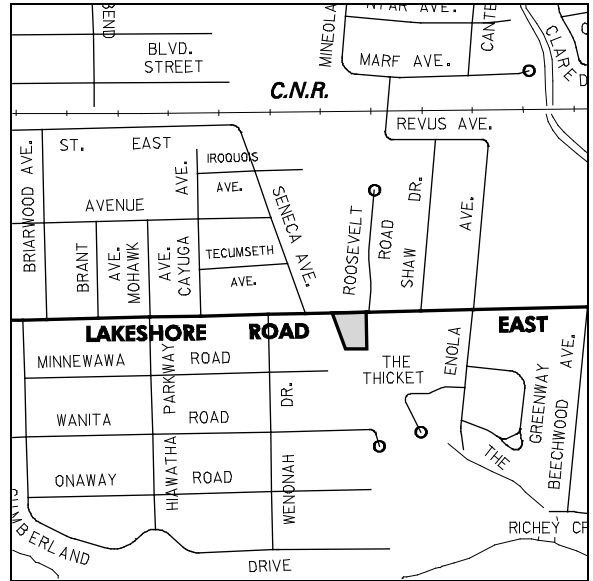 BEND
MINEOLA
CLARE
BLVD.
STREET
MARF AVE.
C.N.R.
REVUS AVE.
BRIARWOOD AVE.
ST. EAST
AVE.
IROQUOIS
AVE.
SENECA AVE.
AVENUE
BRANT
AVE.
MOHAWK
AVE.
CAYUGA
TECUMSETH
AVE.
ROOSEVELT
ROAD
SHAW
DR.
AVE.
LAKESHORE ROAD EAST
MINNEWAWA ROAD
PARKWAY
HIAWATHA
DR.
WENONAH
THE
THICKET
ENOLA
GREENWAY
THE
BEECHWOOD AVE.
WANITA ROAD
ONAWAY ROAD
DRIVE
RICHEY